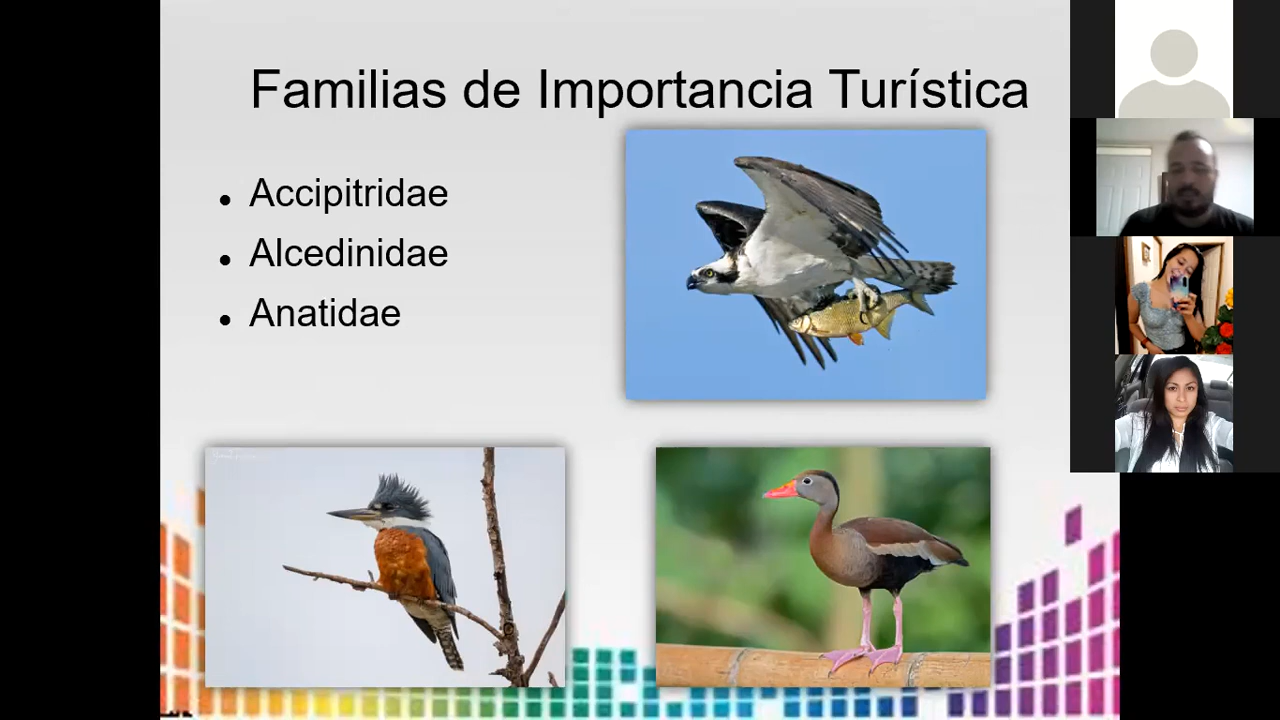 Familias de Importancia Turística
Accipitridae
Alcedinidae
Anatidae